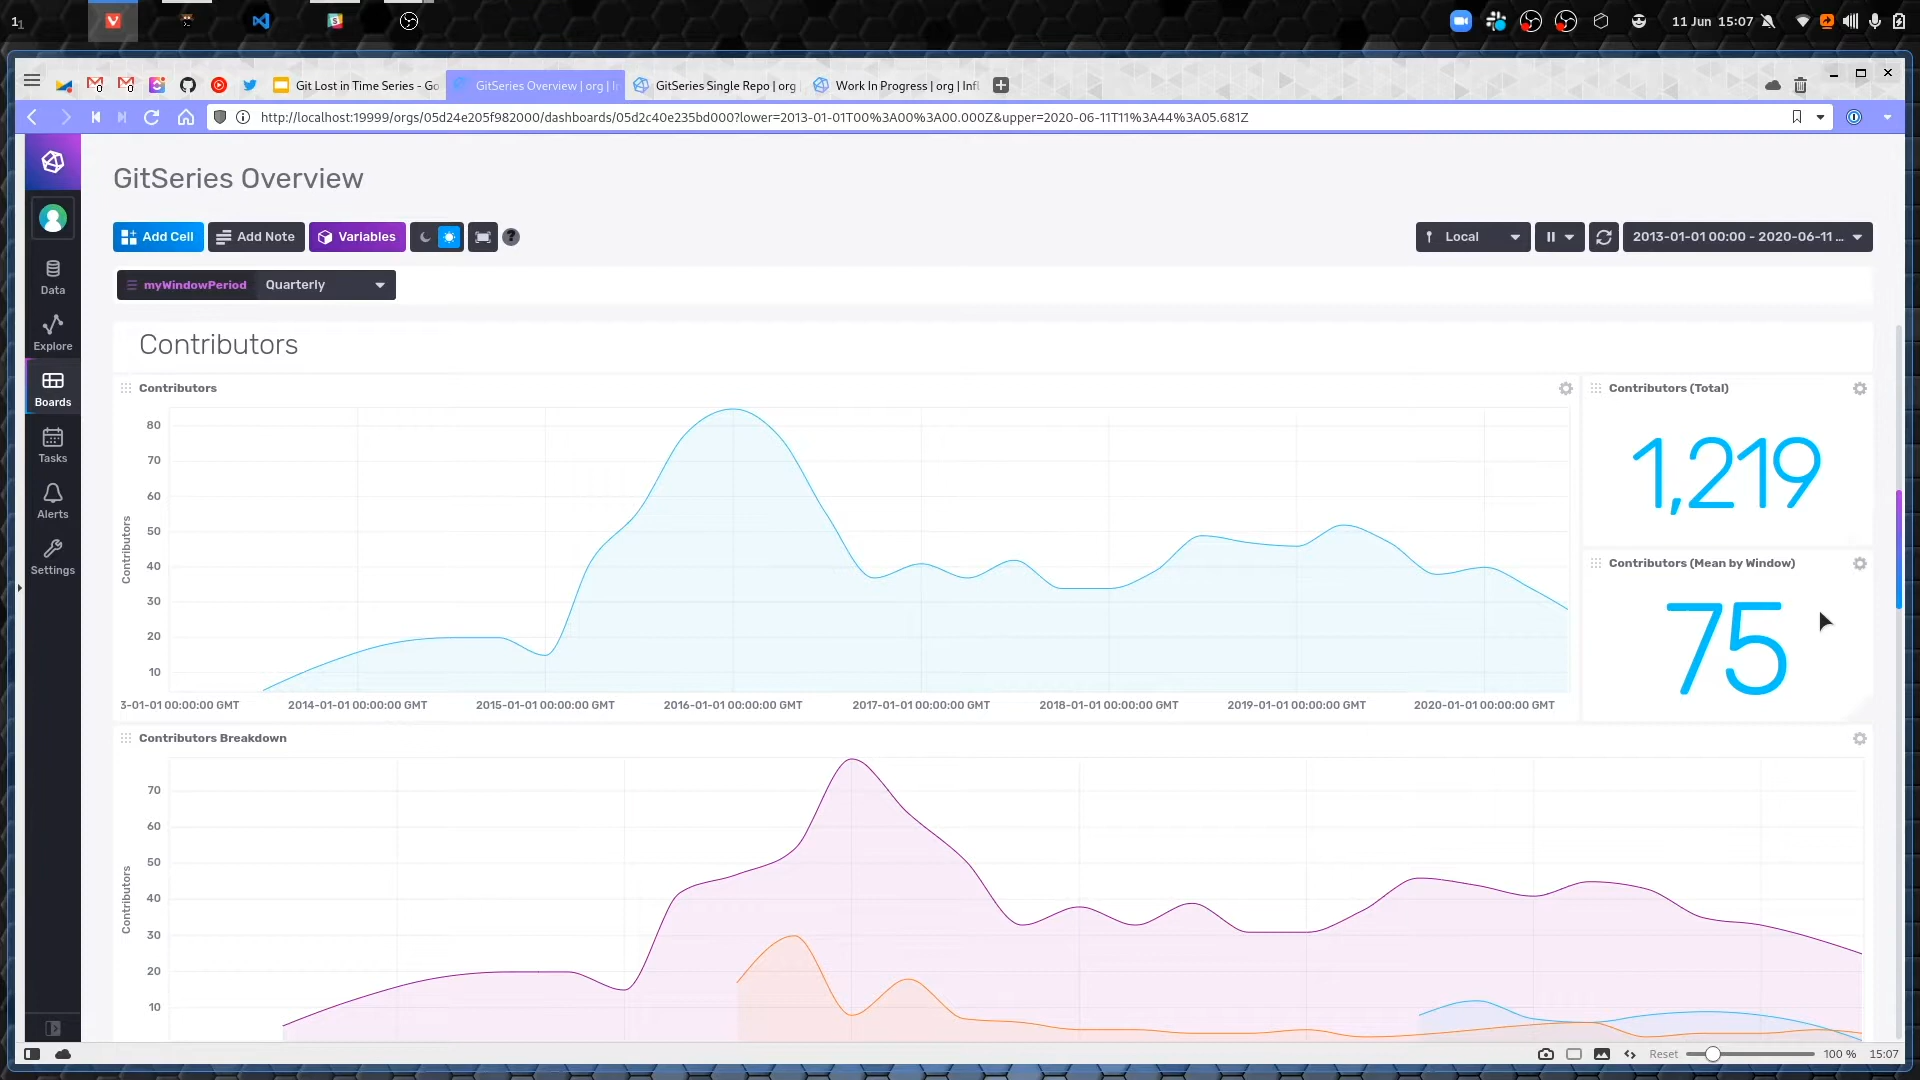 11 Jun 15:07
Git Lost in Time Series - Go
GitSeries Overview | org | I
GitSeries Single Repo | org
Work In Progress | org | Infl
http://localhost:19999/orgs/05d24e205f982000/dashboards/05d2c40e235bd000?lower=2013-01-01T00%3A00%3A00.000Z&upper=2020-06-11T11%3A44%3A05.681Z
GitSeries Overview
Add Cell
Add Note
Variables
?
Local
2013-01-01 00:00 - 2020-06-11 ...
myWindowPeriod
Quarterly
Data
Explore
Boards
Tasks
Alerts
Settings
Contributors
Contributors
80
70
60
50
40
30
20
10
Contributors
3-01-01 00:00:00 GMT
2014-01-01 00:00:00 GMT
2015-01-01 00:00:00 GMT
2016-01-01 00:00:00 GMT
2017-01-01 00:00:00 GMT
2018-01-01 00:00:00 GMT
2019-01-01 00:00:00 GMT
2020-01-01 00:00:00 GMT
Contributors (Total)
1,219
Contributors (Mean by Window)
75
Contributors Breakdown
70
60
50
40
30
20
10
Contributors
Reset
100 %
15:07